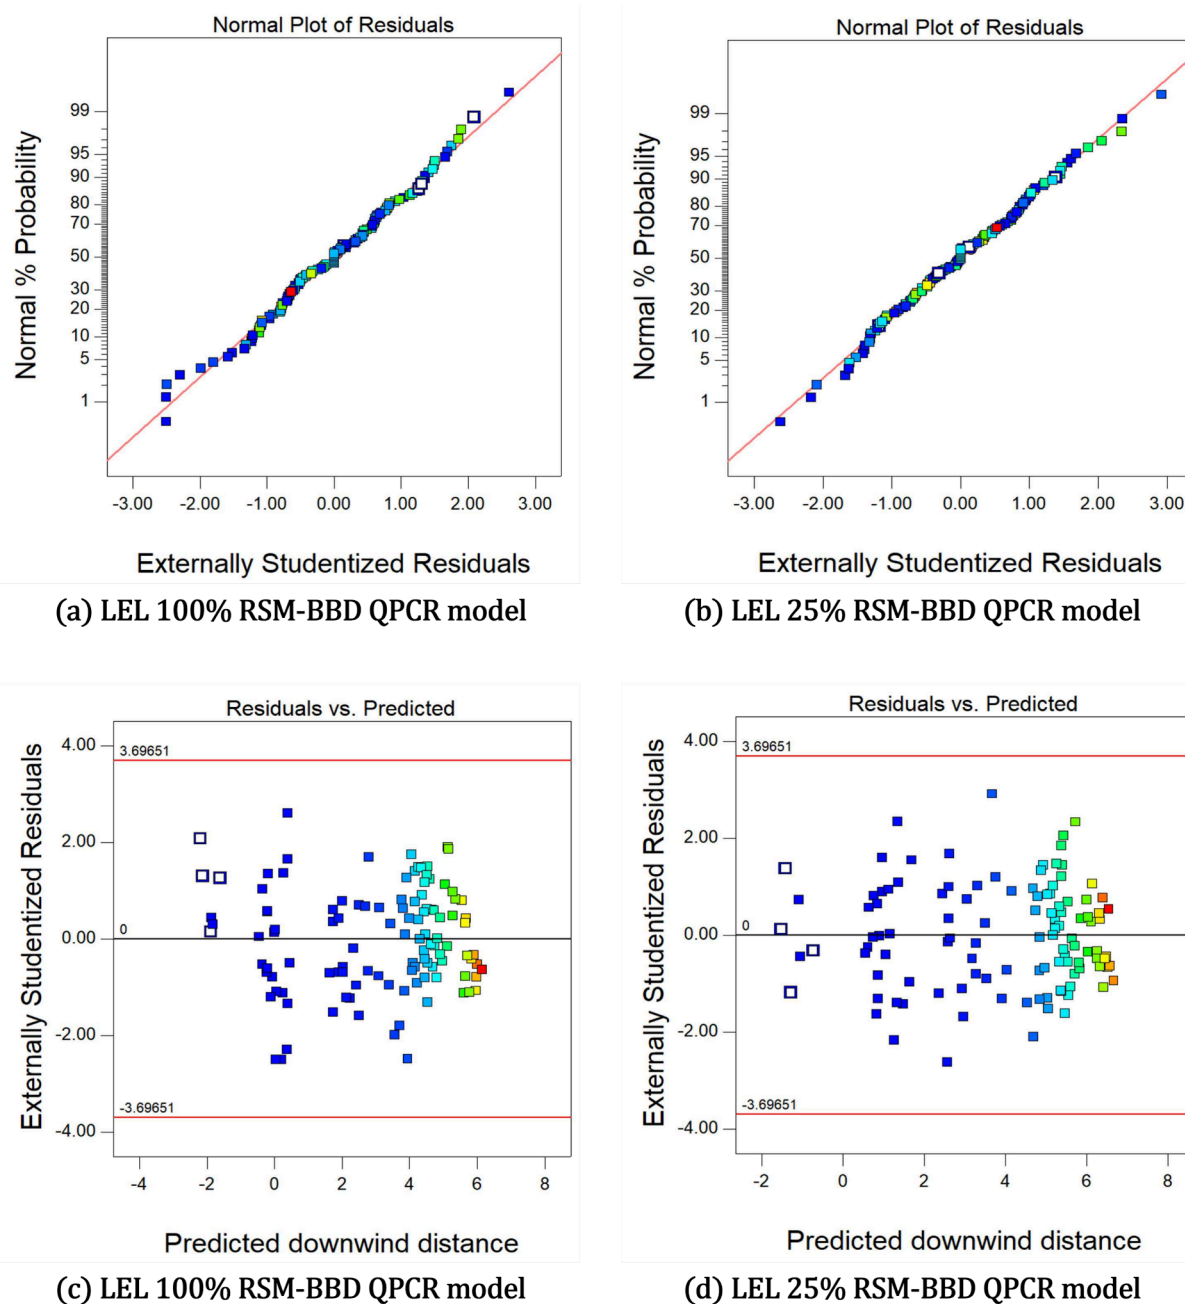 Normal Plot of Residuals
Normal % Probability
99
95
90
80
70
50
30
20
10
5
1
-3.00 -2.00 -1.00 0.00 1.00 2.00 3.00
Externally Studentized Residuals
(a) LEL 100% RSM-BBD QPCR model
Normal Plot of Residuals
Normal % Probability
99
95
90
80
70
50
30
20
10
5
1
-3.00 -2.00 -1.00 0.00 1.00 2.00 3.00
Externally Studentized Residuals
(b) LEL 25% RSM-BBD QPCR model
Residuals vs. Predicted
Externally Studentized Residuals
4.00
3.69651
2.00
0
0.00
-2.00
-3.69651
-4.00
-4 -2 0 2 4 6 8
Predicted downwind distance
(c) LEL 100% RSM-BBD QPCR model
Residuals vs. Predicted
Externally Studentized Residuals
4.00
3.69651
2.00
0
0.00
-2.00
-3.69651
-4.00
-2 0 2 4 6 8
Predicted downwind distance
(d) LEL 25% RSM-BBD QPCR model